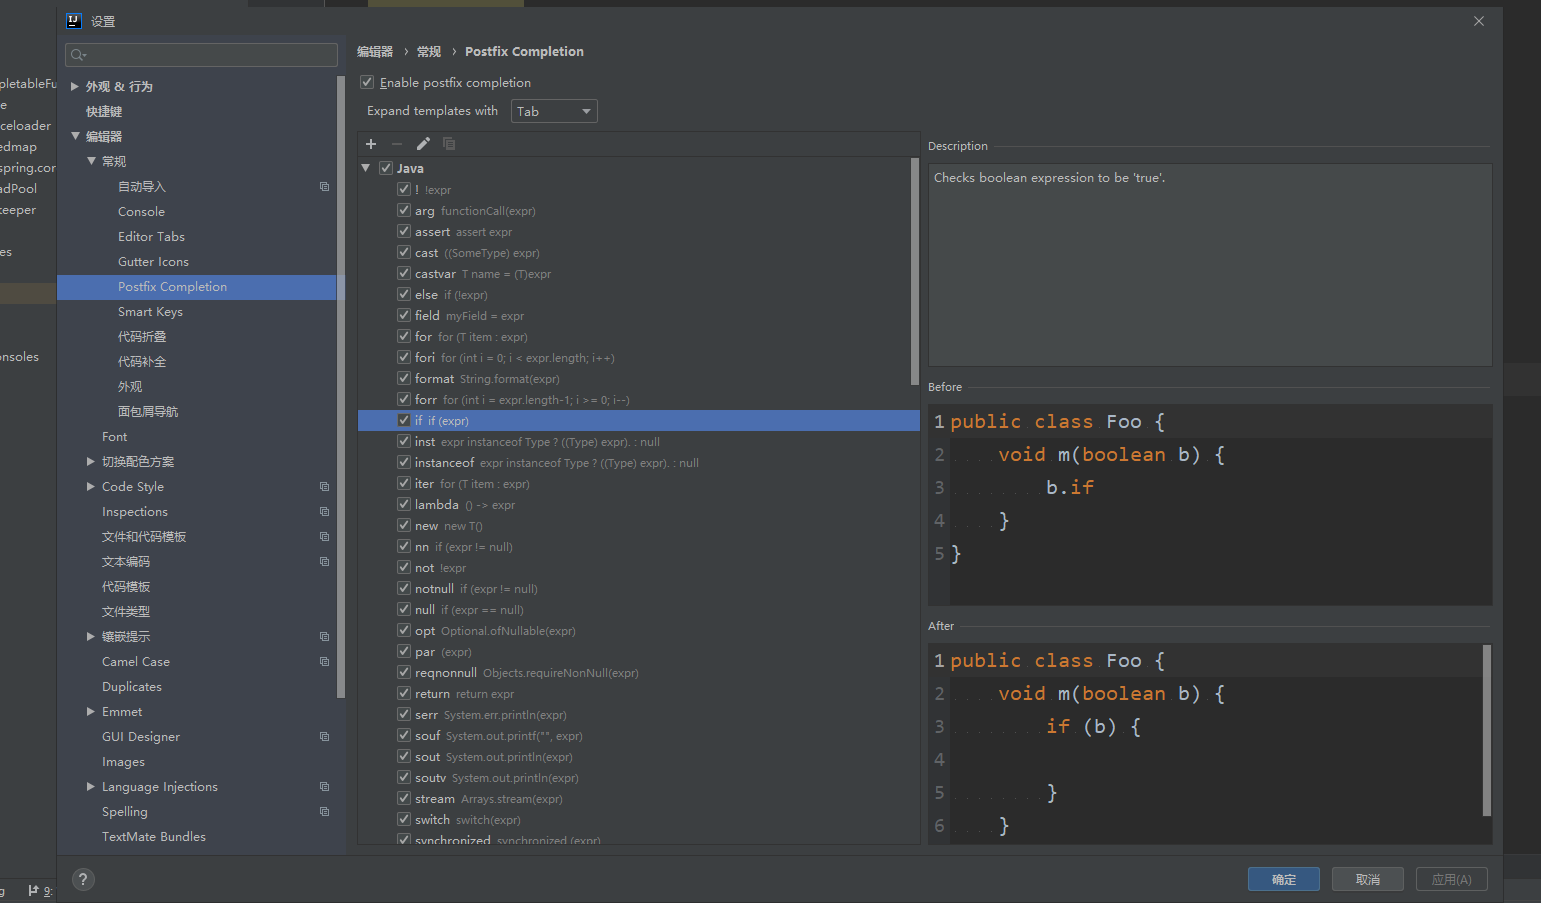 设置
pletableFu
e
celoader
edmap
spring.cor
adPool
keeper
es
onsoles
g
9:
外观 & 行为
快捷键
编辑器
常规
自动导入
Console
Editor Tabs
Gutter Icons
Postfix Completion
Smart Keys
代码折叠
代码补全
外观
面包屑导航
Font
切换配色方案
Code Style
Inspections
文件和代码模板
文本编码
代码模板
文件类型
镶嵌提示
Camel Case
Duplicates
Emmet
GUI Designer
Images
Language Injections
Spelling
TextMate Bundles
?
编辑器 › 常规 › Postfix Completion
Enable postfix completion
Expand templates with Tab
Java
! !expr
arg functionCall(expr)
assert assert expr
cast ((SomeType) expr)
castvar T name = (T)expr
else if (!expr)
field myField = expr
for for (T item : expr)
fori for (int i = 0; i < expr.length; i++)
format String.format(expr)
forr for (int i = expr.length-1; i >= 0; i--)
if if (expr)
inst expr instanceof Type ? ((Type) expr). : null
instanceof expr instanceof Type ? ((Type) expr). : null
iter for (T item : expr)
lambda () -> expr
new new T()
nn if (expr != null)
not !expr
notnull if (expr != null)
null if (expr == null)
opt Optional.ofNullable(expr)
par (expr)
reqnonnull Objects.requireNonNull(expr)
return return expr
serr System.err.println(expr)
souf System.out.printf("", expr)
sout System.out.println(expr)
soutv System.out.println(expr)
stream Arrays.stream(expr)
switch switch(expr)
synchronized synchronized (expr)
Description
Checks boolean expression to be 'true'.
Before
1 public class Foo {
2 void m(boolean b) {
3 b.if
4 }
5 }
After
1 public class Foo {
2 void m(boolean b) {
3 if (b) {
4
5 }
6 }
确定
取消
应用(A)